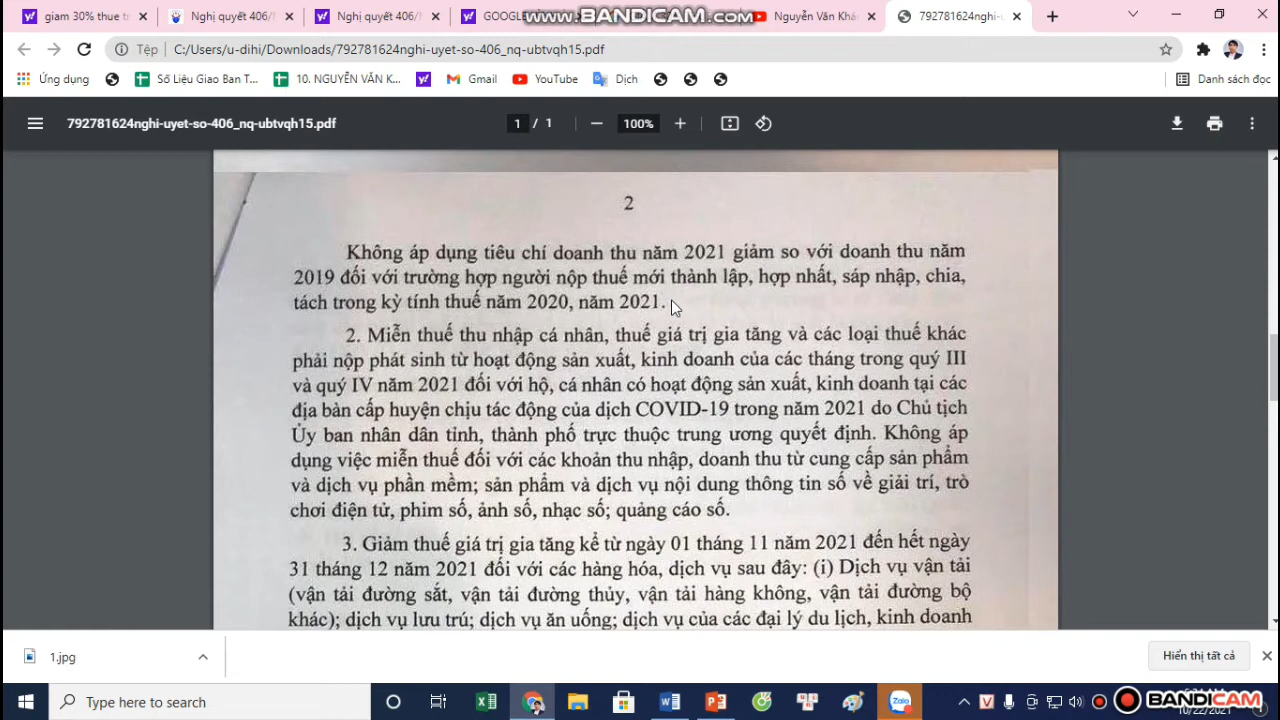 giam 30% thue t
Nghị quyết 406/
Nghị quyết 406/
GOOGLE
www.BANDICAM.com
Nguyễn Văn Khá
792781624nghi-
Tệp
C:/Users/u-dihi/Downloads/792781624nghi-uyet-so-406_nq-ubtvqh15.pdf
Ứng dụng
Số Liệu Giao Ban T...
10. NGUYỄN VĂN K...
Gmail
YouTube
Dịch
Danh sách đọc
792781624nghi-uyet-so-406_nq-ubtvqh15.pdf
1 / 1
100%
2
Không áp dụng tiêu chí doanh thu năm 2021 giảm so với doanh thu năm
2019 đối với trường hợp người nộp thuế mới thành lập, hợp nhất, sáp nhập, chia,
tách trong kỳ tính thuế năm 2020, năm 2021.
2. Miễn thuế thu nhập cá nhân, thuế giá trị gia tăng và các loại thuế khác
phải nộp phát sinh từ hoạt động sản xuất, kinh doanh của các tháng trong quý III
và quý IV năm 2021 đối với hộ, cá nhân có hoạt động sản xuất, kinh doanh tại các
địa bàn cấp huyện chịu tác động của dịch COVID-19 trong năm 2021 do Chủ tịch
Ủy ban nhân dân tỉnh, thành phố trực thuộc trung ương quyết định. Không áp
dụng việc miễn thuế đối với các khoản thu nhập, doanh thu từ cung cấp sản phẩm
và dịch vụ phần mềm; sản phẩm và dịch vụ nội dung thông tin số về giải trí, trò
chơi điện tử, phim số, ảnh số, nhạc số; quảng cáo số.
3. Giảm thuế giá trị gia tăng kể từ ngày 01 tháng 11 năm 2021 đến hết ngày
31 tháng 12 năm 2021 đối với các hàng hóa, dịch vụ sau đây: (i) Dịch vụ vận tải
(vận tải đường sắt, vận tải đường thủy, vận tải hàng không, vận tải đường bộ
khác); dịch vụ lưu trú; dịch vụ ăn uống; dịch vụ của các đại lý du lịch, kinh doanh
1.jpg
Hiển thị tất cả
Type here to search
Zalo
BANDICAM
10/22/2021